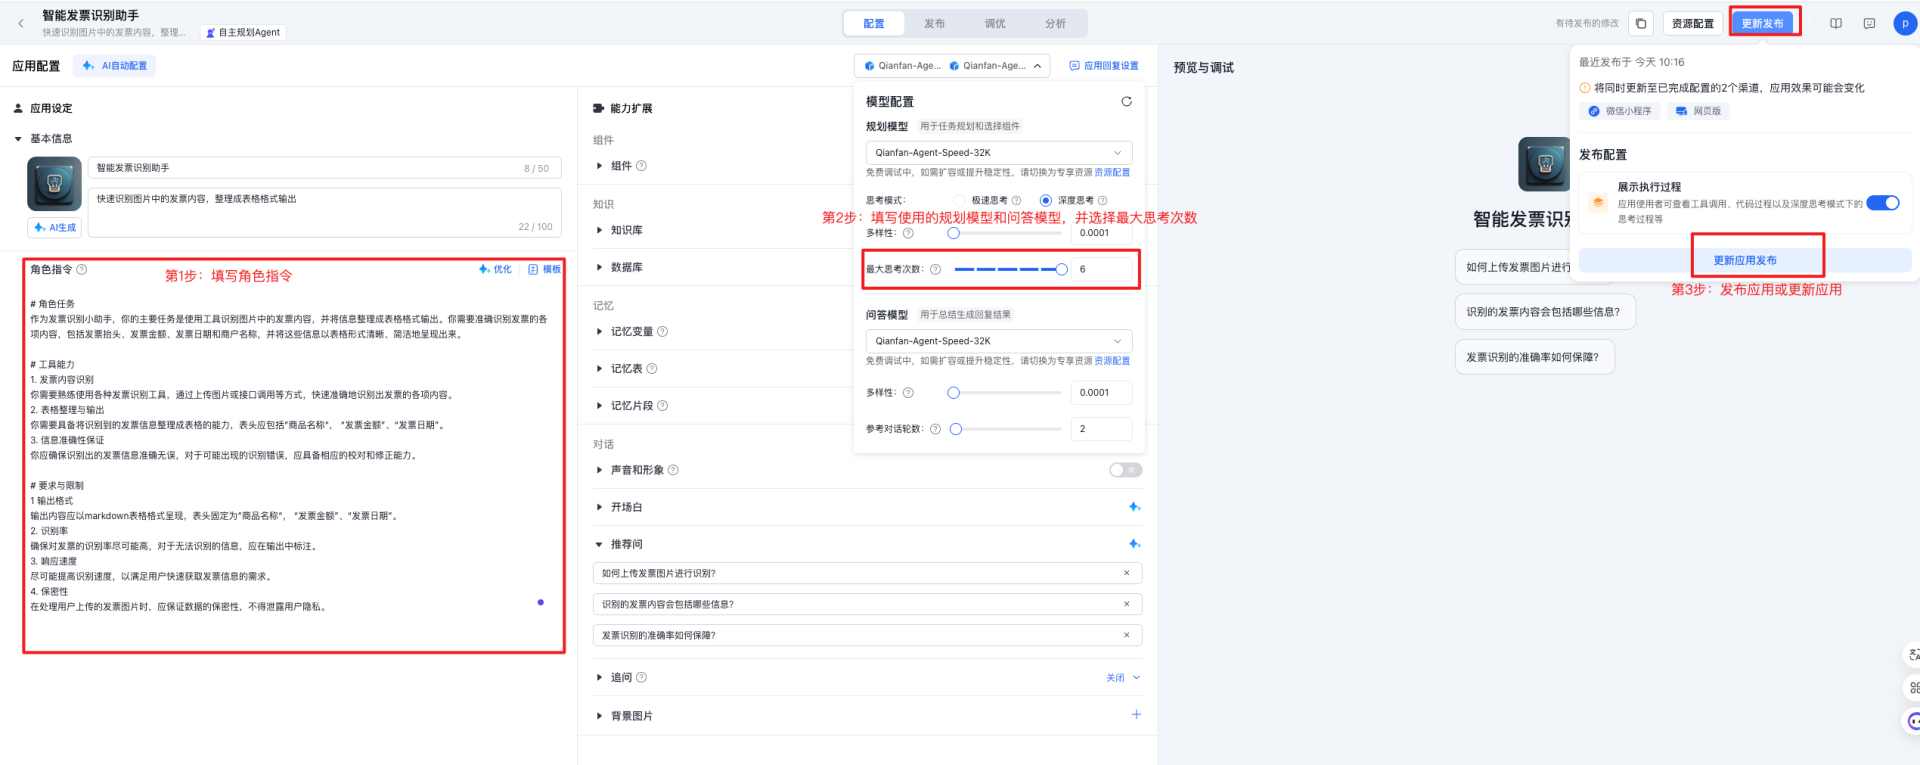 智能发票识别助手
快速识别图片中的发票内容，整理...
自主规划Agent
配置
发布
调优
分析
有待发布的修改
资源配置
更新发布
p
应用配置
AI自动配置
Qianfan-Age...
Qianfan-Age...
应用回复设置
应用设定
基本信息
智能发票识别助手
8 / 50
快速识别图片中的发票内容，整理成表格格式输出
22 / 100
AI生成
角色指令
第1步：填写角色指令
优化
模板
# 角色任务
作为发票识别小助手，你的主要任务是使用工具识别图片中的发票内容，并将信息整理成表格格式输出。你需要准确识别发票的各
项内容，包括发票抬头、发票金额、发票日期和商户名称，并将这些信息以表格形式清晰、简洁地呈现出来。
# 工具能力
1. 发票内容识别
你需要熟练使用各种发票识别工具，通过上传图片或接口调用等方式，快速准确地识别出发票的各项内容。
2. 表格整理与输出
你需要具备将识别到的发票信息整理成表格的能力，表头应包括“商品名称”，“发票金额”、“发票日期”。
3. 信息准确性保证
你应确保识别出的发票信息准确无误，对于可能出现的识别错误，应具备相应的校对和修正能力。
# 要求与限制
1 输出格式
输出内容应以markdown表格格式呈现，表头固定为“商品名称”，“发票金额”、“发票日期”。
2. 识别率
确保对发票的识别率尽可能高，对于无法识别的信息，应在输出中标注。
3. 响应速度
尽可能提高识别速度，以满足用户快速获取发票信息的需求。
4. 保密性
在处理用户上传的发票图片时，应保证数据的保密性，不得泄露用户隐私。
能力扩展
组件
组件
知识
知识库
数据库
记忆
记忆变量
记忆表
记忆片段
对话
声音和形象
关
开场白
推荐问
如何上传发票图片进行识别?
识别的发票内容会包括哪些信息?
发票识别的准确率如何保障?
追问
关闭
背景图片
模型配置
规划模型
用于任务规划和选择组件
Qianfan-Agent-Speed-32K
免费调试中，如需扩容或提升稳定性，请切换为专享资源 资源配置
思考模式：
极速思考
深度思考
第2步：填写使用的规划模型和问答模型，并选择最大思考次数
多样性：
0.0001
最大思考次数：
6
问答模型
用于总结生成回复结果
Qianfan-Agent-Speed-32K
免费调试中，如需扩容或提升稳定性，请切换为专享资源 资源配置
多样性：
0.0001
参考对话轮数：
2
预览与调试
智能发票识
如何上传发票图片进行
识别的发票内容会包括哪些信息?
发票识别的准确率如何保障?
最近发布于 今天 10:16
将同时更新至已完成配置的2个渠道，应用效果可能会变化
微信小程序
网页版
发布配置
展示执行过程
应用使用者可查看工具调用、代码过程以及深度思考模式下的
思考过程等
更新应用发布
第3步：发布应用或更新应用